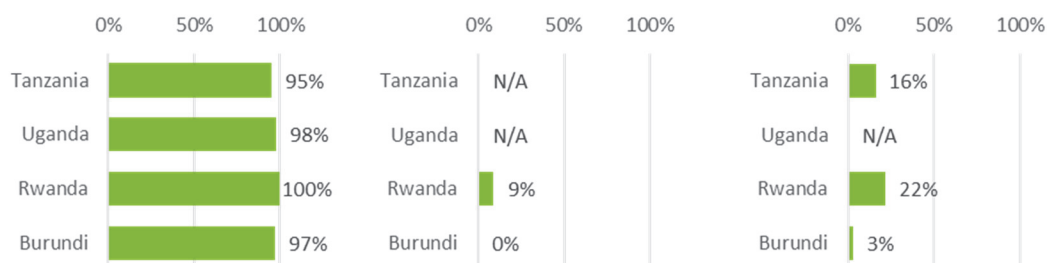 0% 50% 100% 0% 50% 100% 0% 50% 100%
Tanzania 95% Tanzania N/A Tanzania 16%
Uganda 98% Uganda N/A Uganda N/A
Rwanda 100% Rwanda 9% Rwanda 22%
Burundi 97% Burundi 0% Burundi 3%